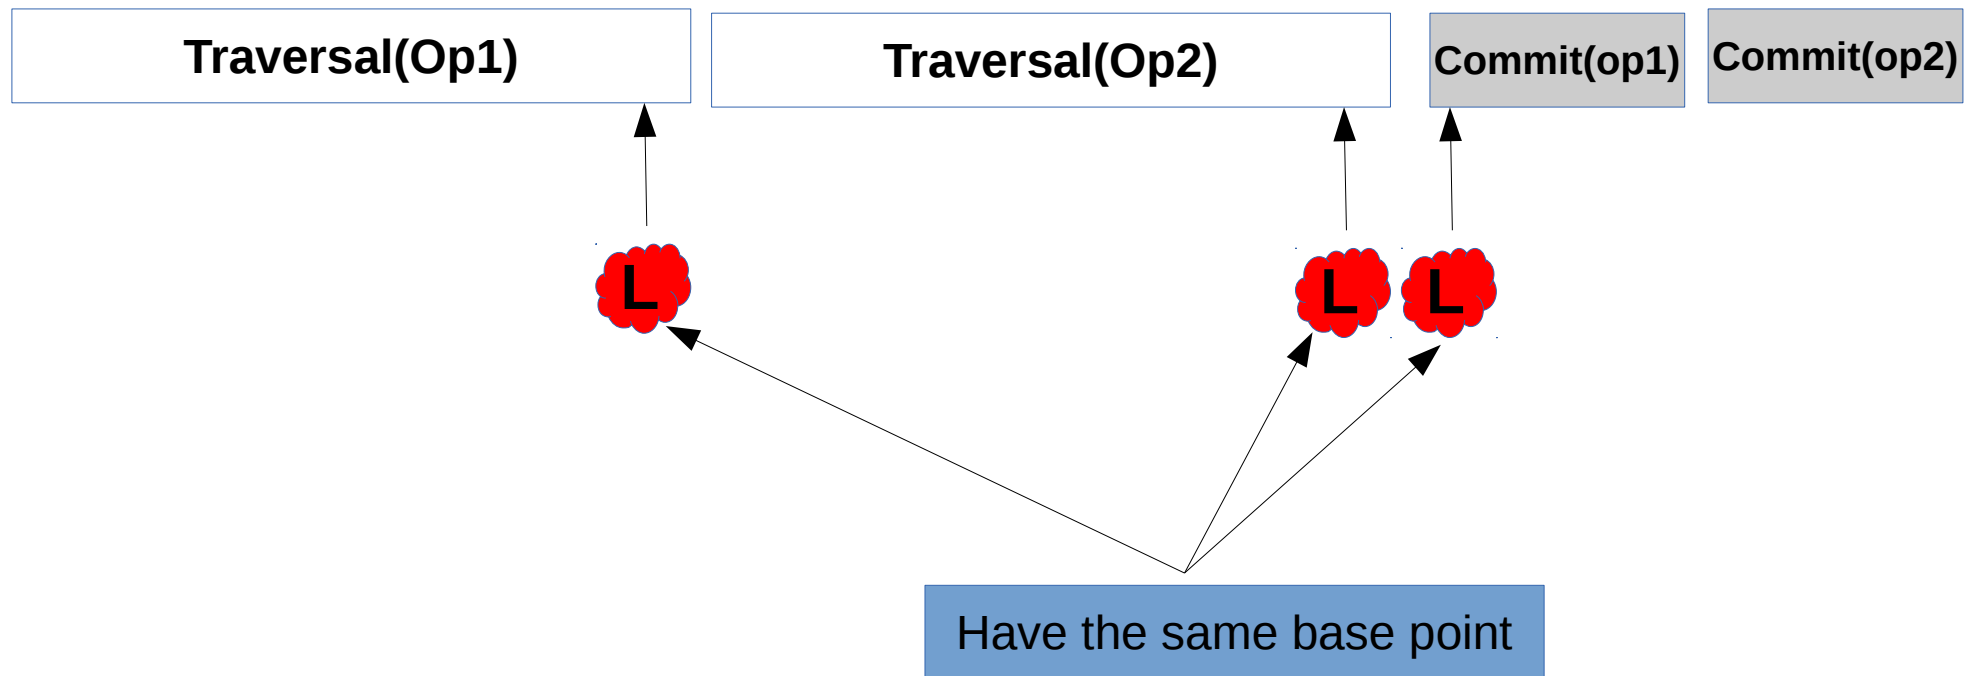 Traversal(Op1)
Traversal(Op2)
Commit(op1)
Commit(op2)
L
L
L
Have the same base point